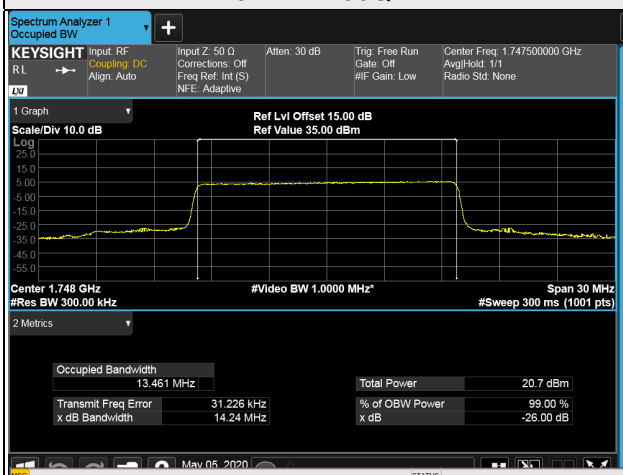 Spectrum Analyzer 1
Occupied BW
KEYSIGHT Input: RF Input Z: 50 Ω Atten: 30 dB Trig: Free Run Center Freq: 1.747500000 GHz
RL Coupling: DC Corrections: Off Gate: Off Avg|Hold: 1/1
Align: Auto Freq Ref: Int (S) #IF Gain: Low Radio Std: None
LXI NFE: Adaptive
1 Graph
Ref Lvl Offset 15.00 dB
Scale/Div 10.0 dB Ref Value 35.00 dBm
Log
25.0
15.0
5.00
-5.00
-15.0
-25.0
-35.0
-45.0
-55.0
Center 1.748 GHz #Video BW 1.0000 MHz* Span 30 MHz
#Res BW 300.00 kHz #Sweep 300 ms (1001 pts)
2 Metrics
Occupied Bandwidth
13.461 MHz Total Power 20.7 dBm
Transmit Freq Error 31.226 kHz % of OBW Power 99.00 %
x dB Bandwidth 14.24 MHz x dB -26.00 dB
May 05, 2020
MSG STATUS